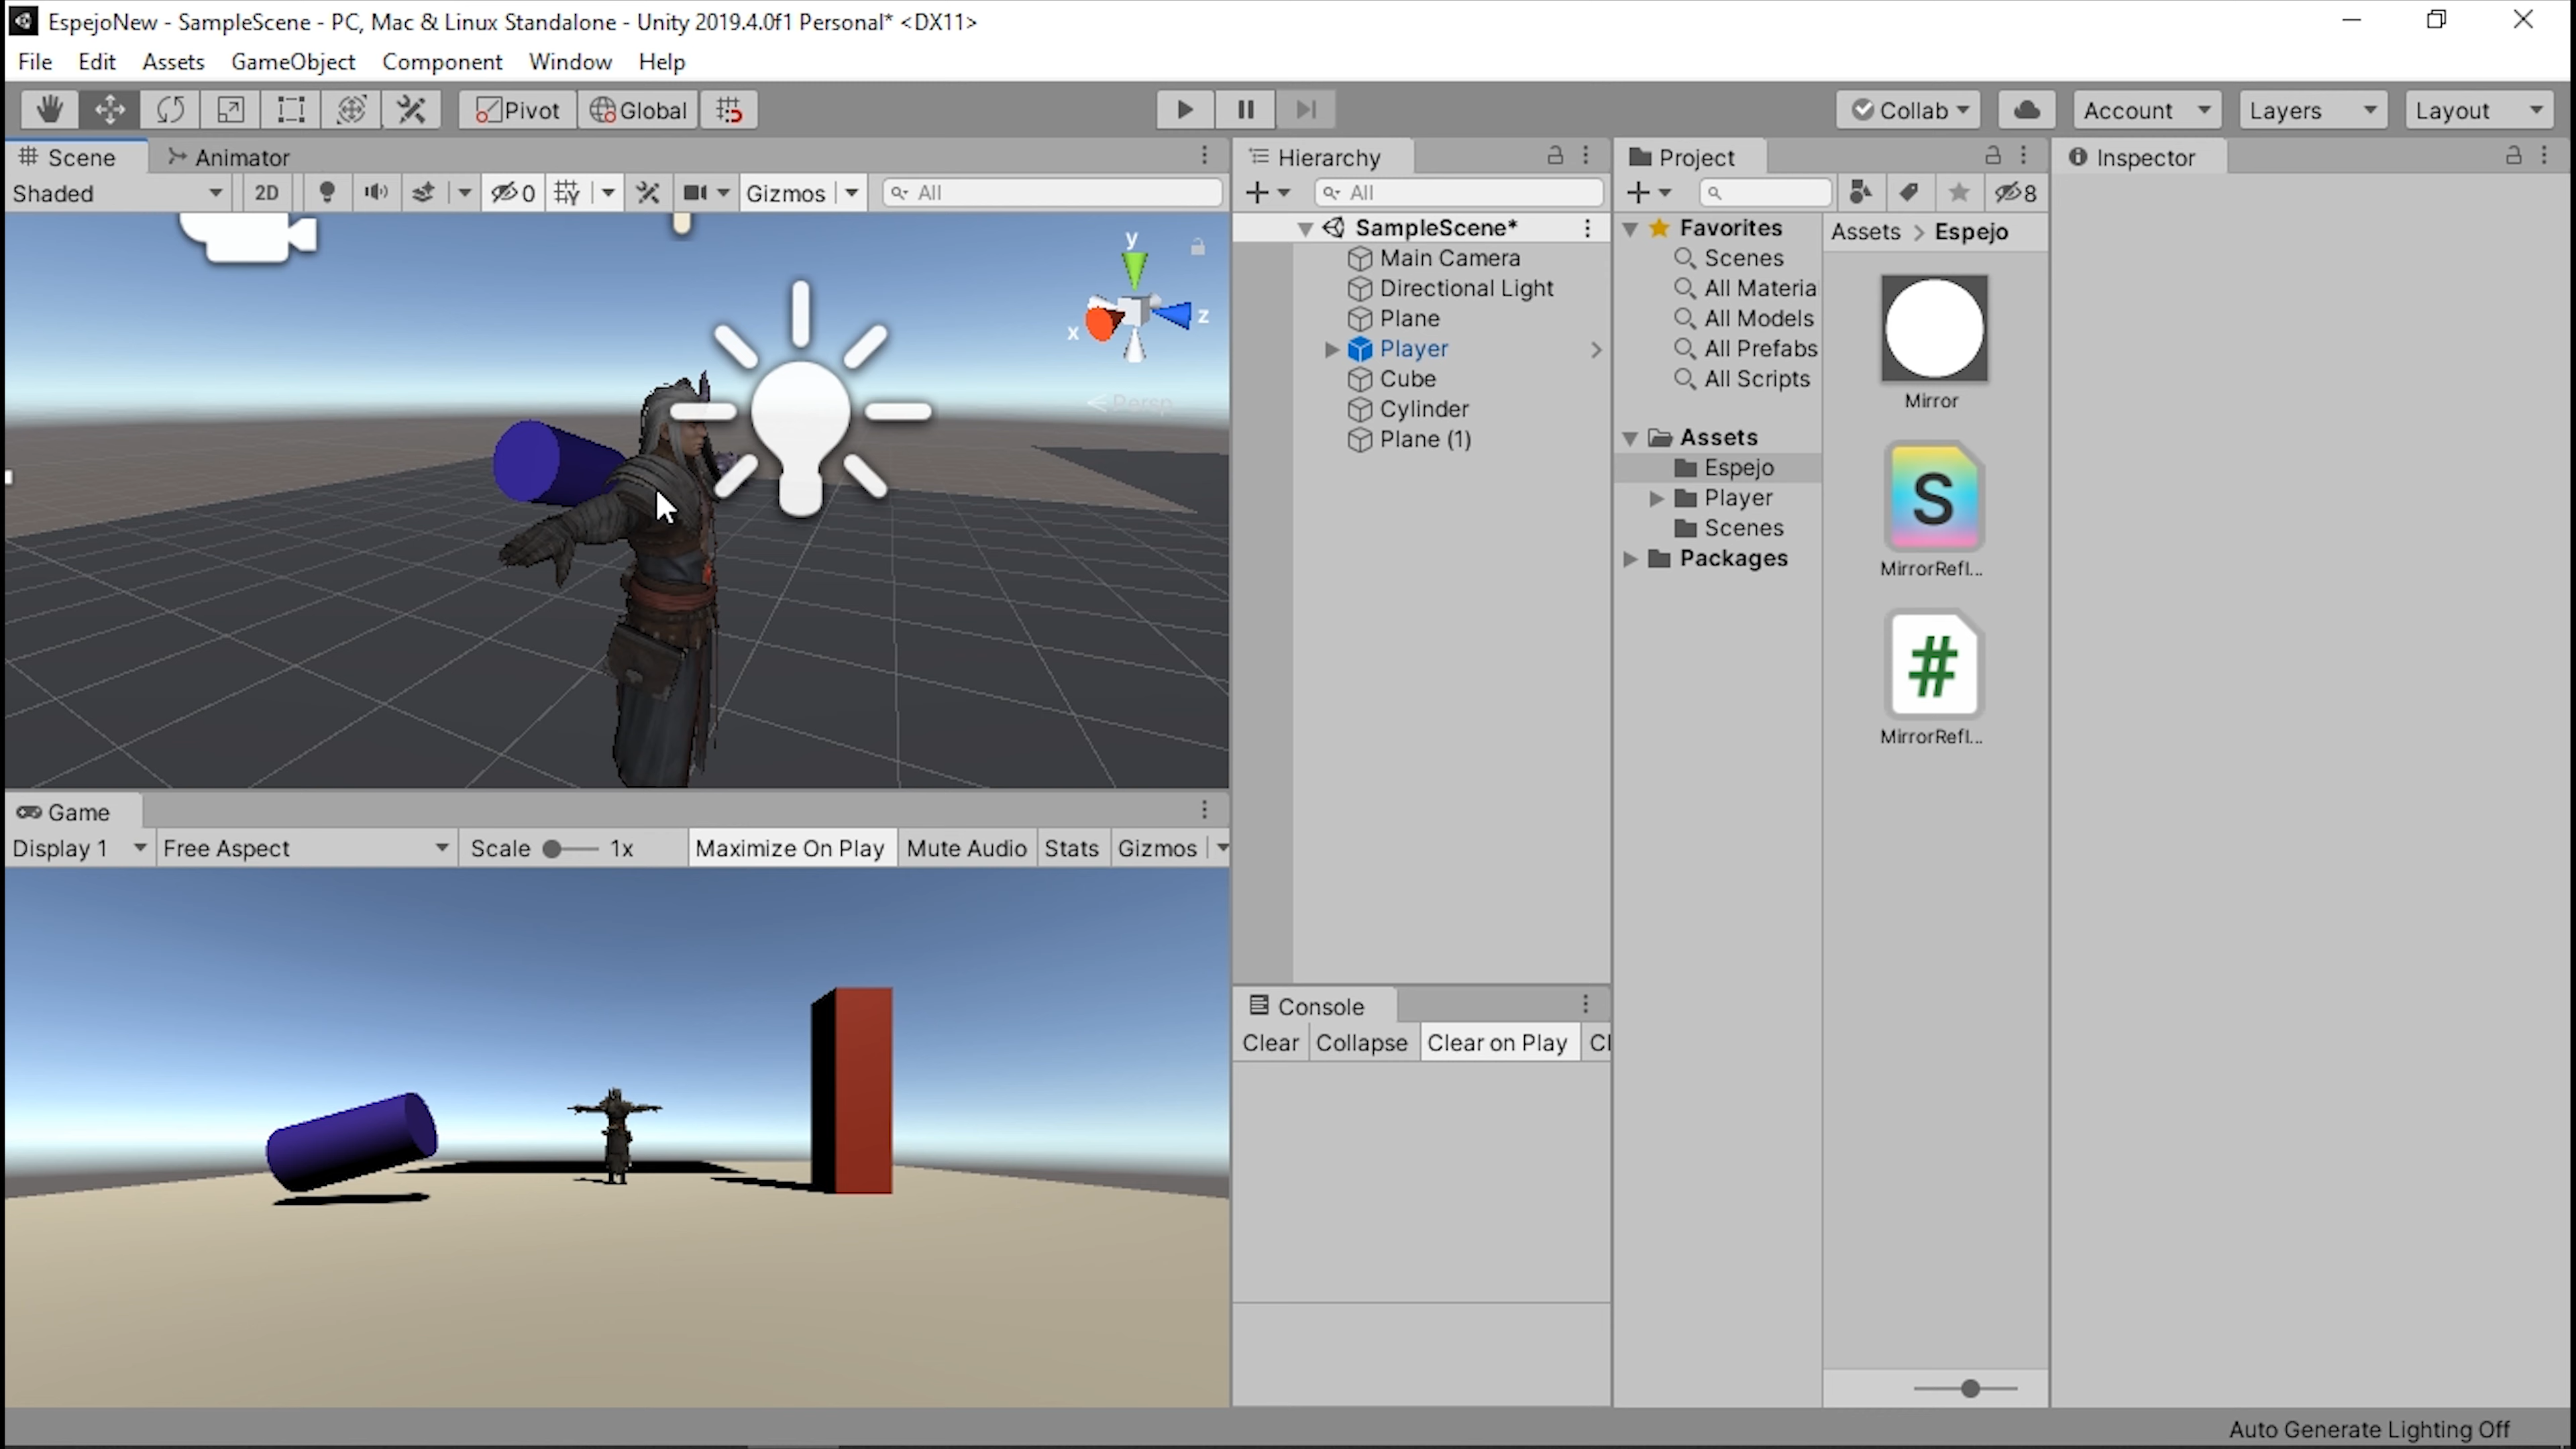 EspejoNew - SampleScene - PC, Mac & Linux Standalone - Unity 2019.4.0f1 Personal* <DX11>
File Edit Assets GameObject Component Window Help
Pivot Global Collab Account Layers Layout
Scene Animator
Shaded 2D 0 Gizmos All
y
x
z
Persp
Game
Display 1 Free Aspect Scale 1x Maximize On Play Mute Audio Stats Gizmos
Hierarchy
All
SampleScene*
Main Camera
Directional Light
Plane
Player
Cube
Cylinder
Plane (1)
Console
Clear Collapse Clear on Play Cl
Project
8
Favorites
Scenes
All Materia
All Models
All Prefabs
All Scripts
Assets
Espejo
Player
Scenes
Packages
Assets > Espejo
Mirror
S
MirrorRefl...
#
MirrorRefl...
Inspector
Auto Generate Lighting Off